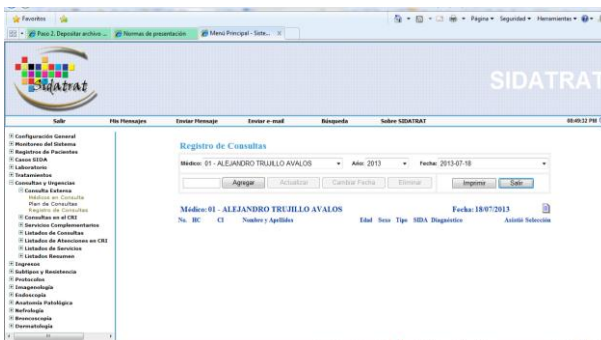 Favoritos
Paso 2. Depositar archivo ... Normas de presentación Menú Principal - Siste... X Página Seguridad Herramientas
Sidatrat
SIDATRAT
Salir Mis Mensajes Enviar Mensaje Enviar e-mail Búsqueda Sobre SIDATRAT
Configuración General
Monitoreo del Sistema
Registros de Pacientes
Casos SIDA
Laboratorio
Tratamientos
Consultas y Urgencias
Consulta Externa
Médicos en Consulta
Plan de Consultas
Registro de Consultas
Consultas en el CRI
Servicios Complementarios
Listados de Consultas
Listados de Atenciones en CRI
Listados de Servicios
Listados Resumen
Ingresos
Subtipos y Resistencia
Protocolos
Imagenología
Endoscopía
Anatomía Patológica
Nefrología
Broncoscopía
Dermatología
Registro de Consultas
Médico: 01 - ALEJANDRO TRUJILLO AVALOS Año: 2013 Fecha: 2013-07-18
Agregar Actualizar Cambiar Fecha Eliminar Imprimir Salir
Médico: 01 - ALEJANDRO TRUJILLO AVALOS Fecha: 18/07/2013
No. HC CI Nombre y Apellidos Edad Sexo Tipo SIDA Diagnóstico Asistió Selección